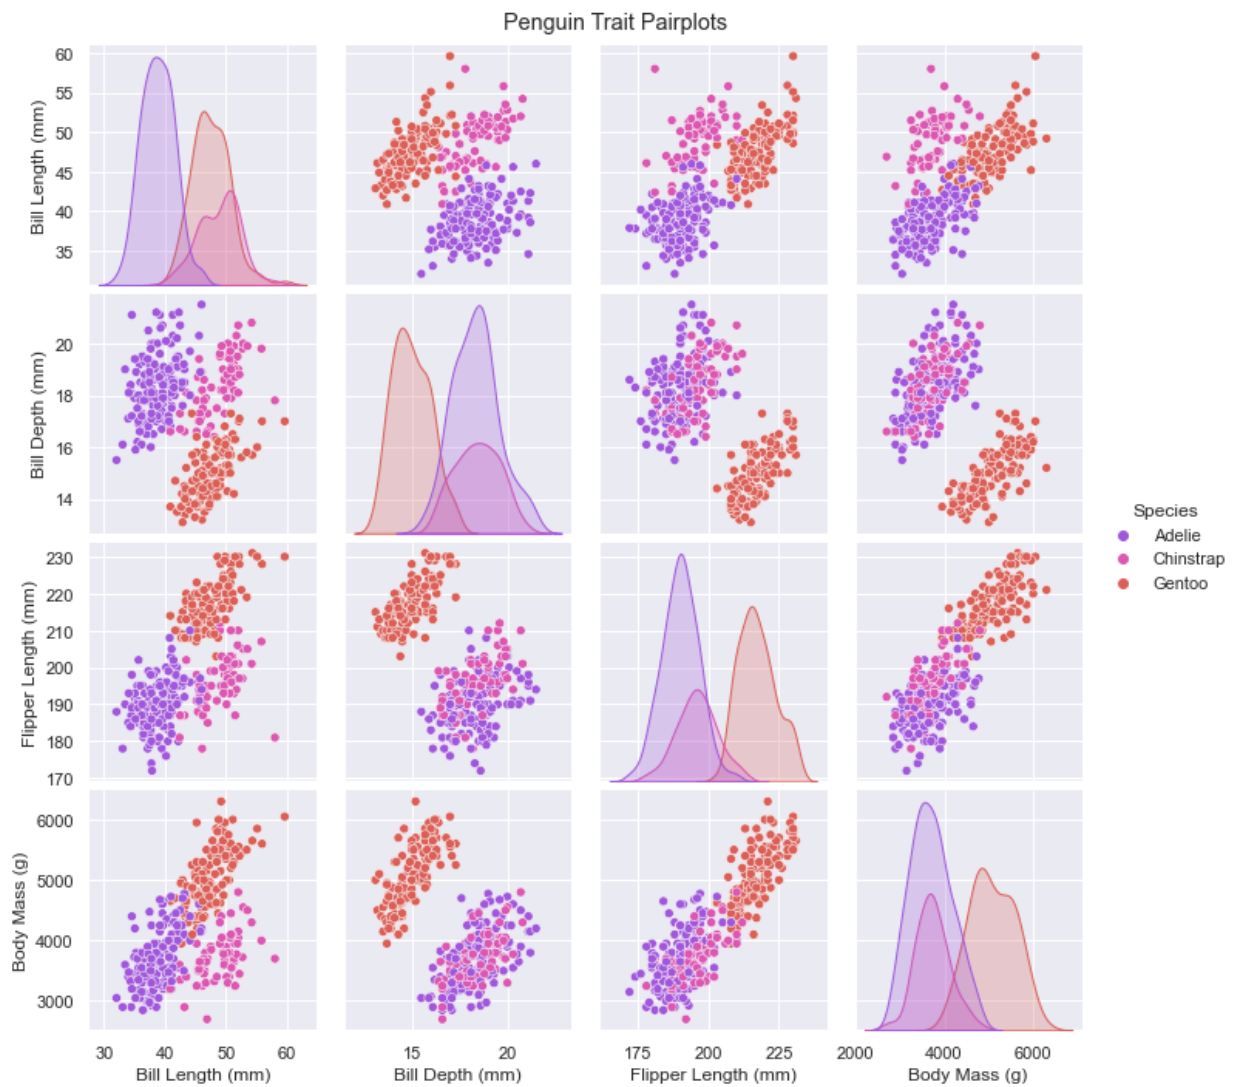 Penguin Trait Pairplots
60
55
50
45
40
35
Bill Length (mm)
20
18
16
14
Bill Depth (mm)
Species
Adelie
Chinstrap
Gentoo
230
220
210
200
190
180
170
Flipper Length (mm)
6000
5000
4000
3000
Body Mass (g)
30 40 50 60
15 20
175 200 225
2000 4000 6000
Bill Length (mm) Bill Depth (mm) Flipper Length (mm) Body Mass (g)